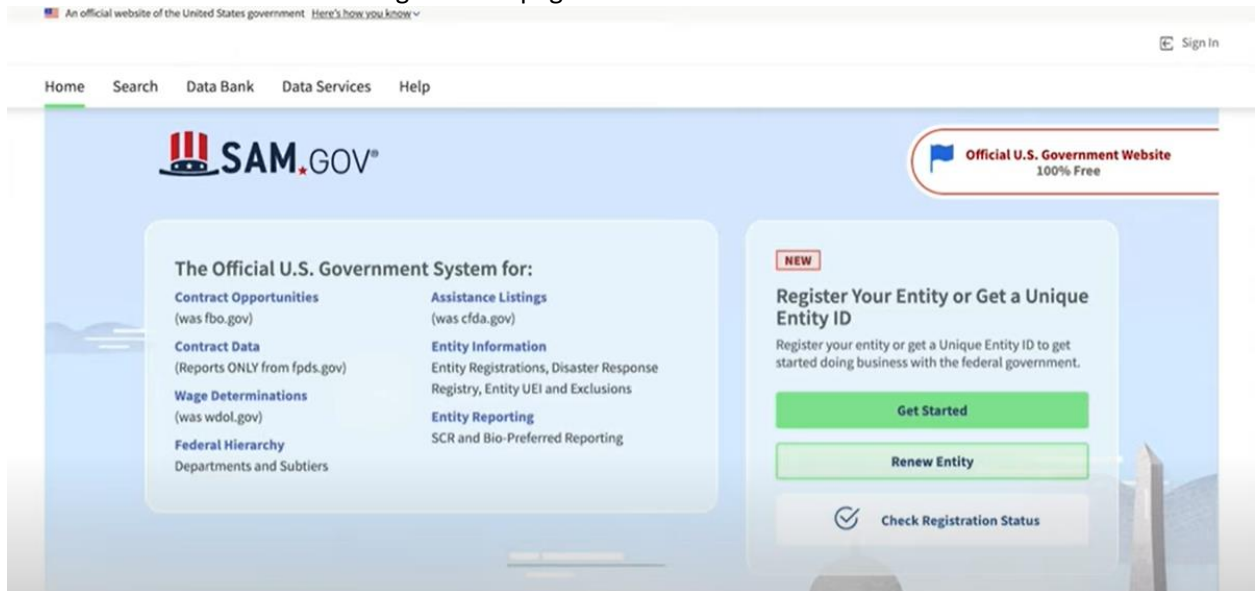 An official website of the United States government Here's how you know
Sign In
Home Search Data Bank Data Services Help
SAM.GOV®
Official U.S. Government Website
100% Free
The Official U.S. Government System for:
Contract Opportunities
(was fbo.gov)
Contract Data
(Reports ONLY from fpds.gov)
Wage Determinations
(was wdol.gov)
Federal Hierarchy
Departments and Subtiers
Assistance Listings
(was cfda.gov)
Entity Information
Entity Registrations, Disaster Response
Registry, Entity UEI and Exclusions
Entity Reporting
SCR and Bio-Preferred Reporting
NEW
Register Your Entity or Get a Unique
Entity ID
Register your entity or get a Unique Entity ID to get
started doing business with the federal government.
Get Started
Renew Entity
Check Registration Status